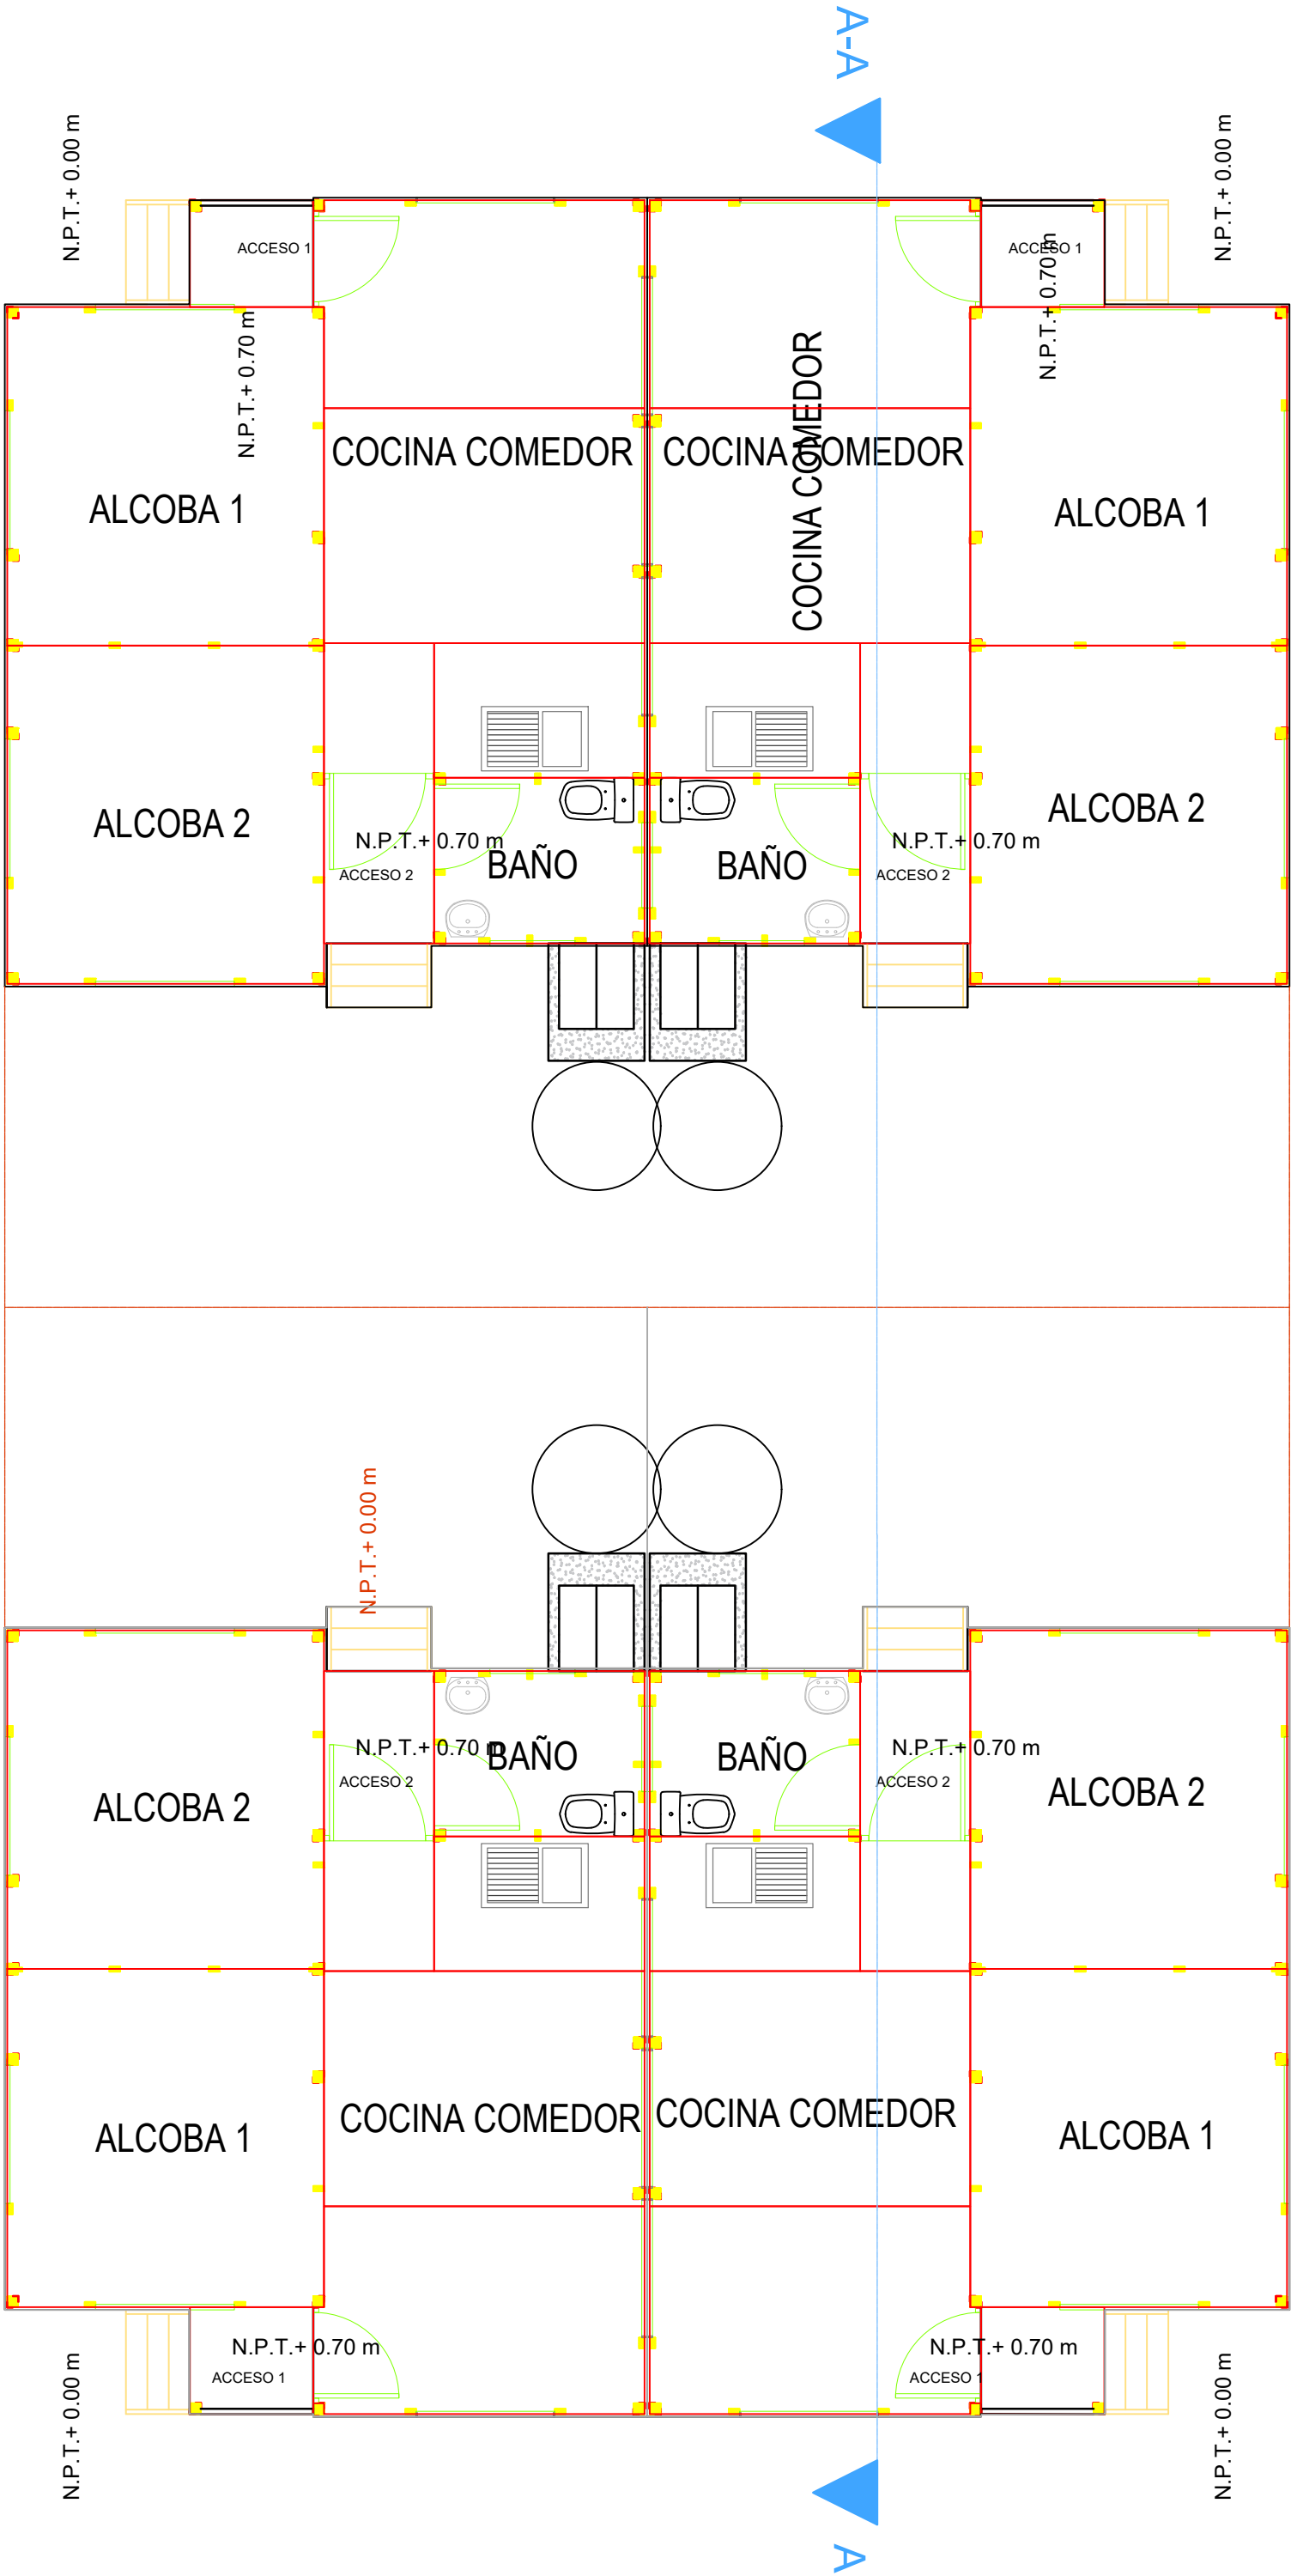 A-A
N.P.T.+ 0.00 m
N.P.T.+ 0.00 m
ACCESO 1
ACCESO 1
N.P.T.+ 0.70 m
N.P.T.+ 0.70 m
COCINA COMEDOR
COCINA COMEDOR
COCINA COMEDOR
ALCOBA 1
ALCOBA 1
ALCOBA 2
ALCOBA 2
N.P.T.+ 0.70 m
N.P.T.+ 0.70 m
BAÑO
BAÑO
ACCESO 2
ACCESO 2
N.P.T.+ 0.00 m
N.P.T.+ 0.70 m
BAÑO
BAÑO
N.P.T.+ 0.70 m
ACCESO 2
ACCESO 2
ALCOBA 2
ALCOBA 2
COCINA COMEDOR
COCINA COMEDOR
ALCOBA 1
ALCOBA 1
N.P.T.+ 0.70 m
N.P.T.+ 0.70 m
ACCESO 1
ACCESO 1
N.P.T.+ 0.00 m
N.P.T.+ 0.00 m
A